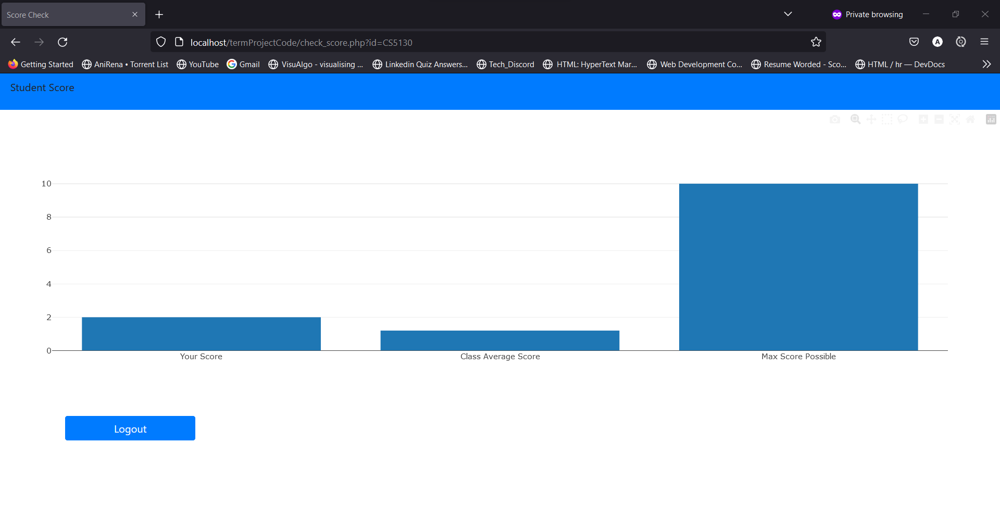 Score Check
Private browsing
localhost/termProjectCode/check_score.php?id=CS5130
A
Getting Started AniRena • Torrent List YouTube Gmail VisuAlgo - visualising ... Linkedin Quiz Answers... Tech_Discord HTML: HyperText Mar... Web Development Co... Resume Worded - Sco... HTML / hr — DevDocs
Student Score
10
8
6
4
2
0
Your Score Class Average Score Max Score Possible
Logout